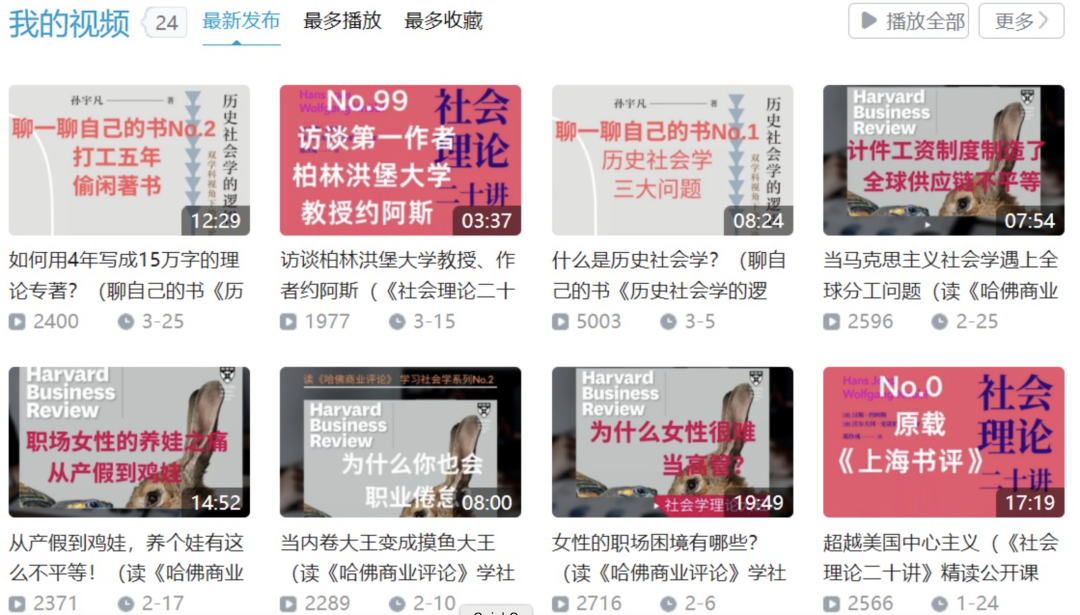 我的视频 24 最新发布 最多播放 最多收藏 播放全部 更多
孙宇凡 著
历史社会学的逻
双学科视角下
聊一聊自己的书No.2
打工五年
偷闲著书
12:29
如何用4年写成15万字的理
论专著？（聊自己的书《历
2400 3-25
No.99
社会
理论
二十讲
访谈第一作者
柏林洪堡大学
教授约阿斯
03:37
访谈柏林洪堡大学教授、作
者约阿斯（《社会理论二十
1977 3-15
孙宇凡 著
历史社会学的逻
双学科视角下
聊一聊自己的书No.1
历史社会学
三大问题
08:24
什么是历史社会学？（聊自
己的书《历史社会学的逻
5003 3-5
Harvard
Business
Review
计件工资制度制造了
全球供应链不平等
07:54
当马克思主义社会学遇上全
球分工问题（读《哈佛商业
2596 2-25
Harvard
Business
Review
职场女性的养娃之痛
从产假到鸡娃
14:52
从产假到鸡娃，养个娃有这
么不平等！（读《哈佛商业
2371 2-17
读《哈佛商业评论》 学习社会学系列No.2
Harvard
Business
Review
为什么你也会
职业倦怠
08:00
当内卷大王变成摸鱼大王
（读《哈佛商业评论》学社
2289 2-10
Harvard
Business
Review
为什么女性很难
当高管？
社会学理论
19:49
女性的职场困境有哪些？
（读《哈佛商业评论》学社
2716 2-6
No.0
社会
理论
二十讲
原载
《上海书评》
17:19
超越美国中心主义（《社会
理论二十讲》精读公开课
2566 1-24